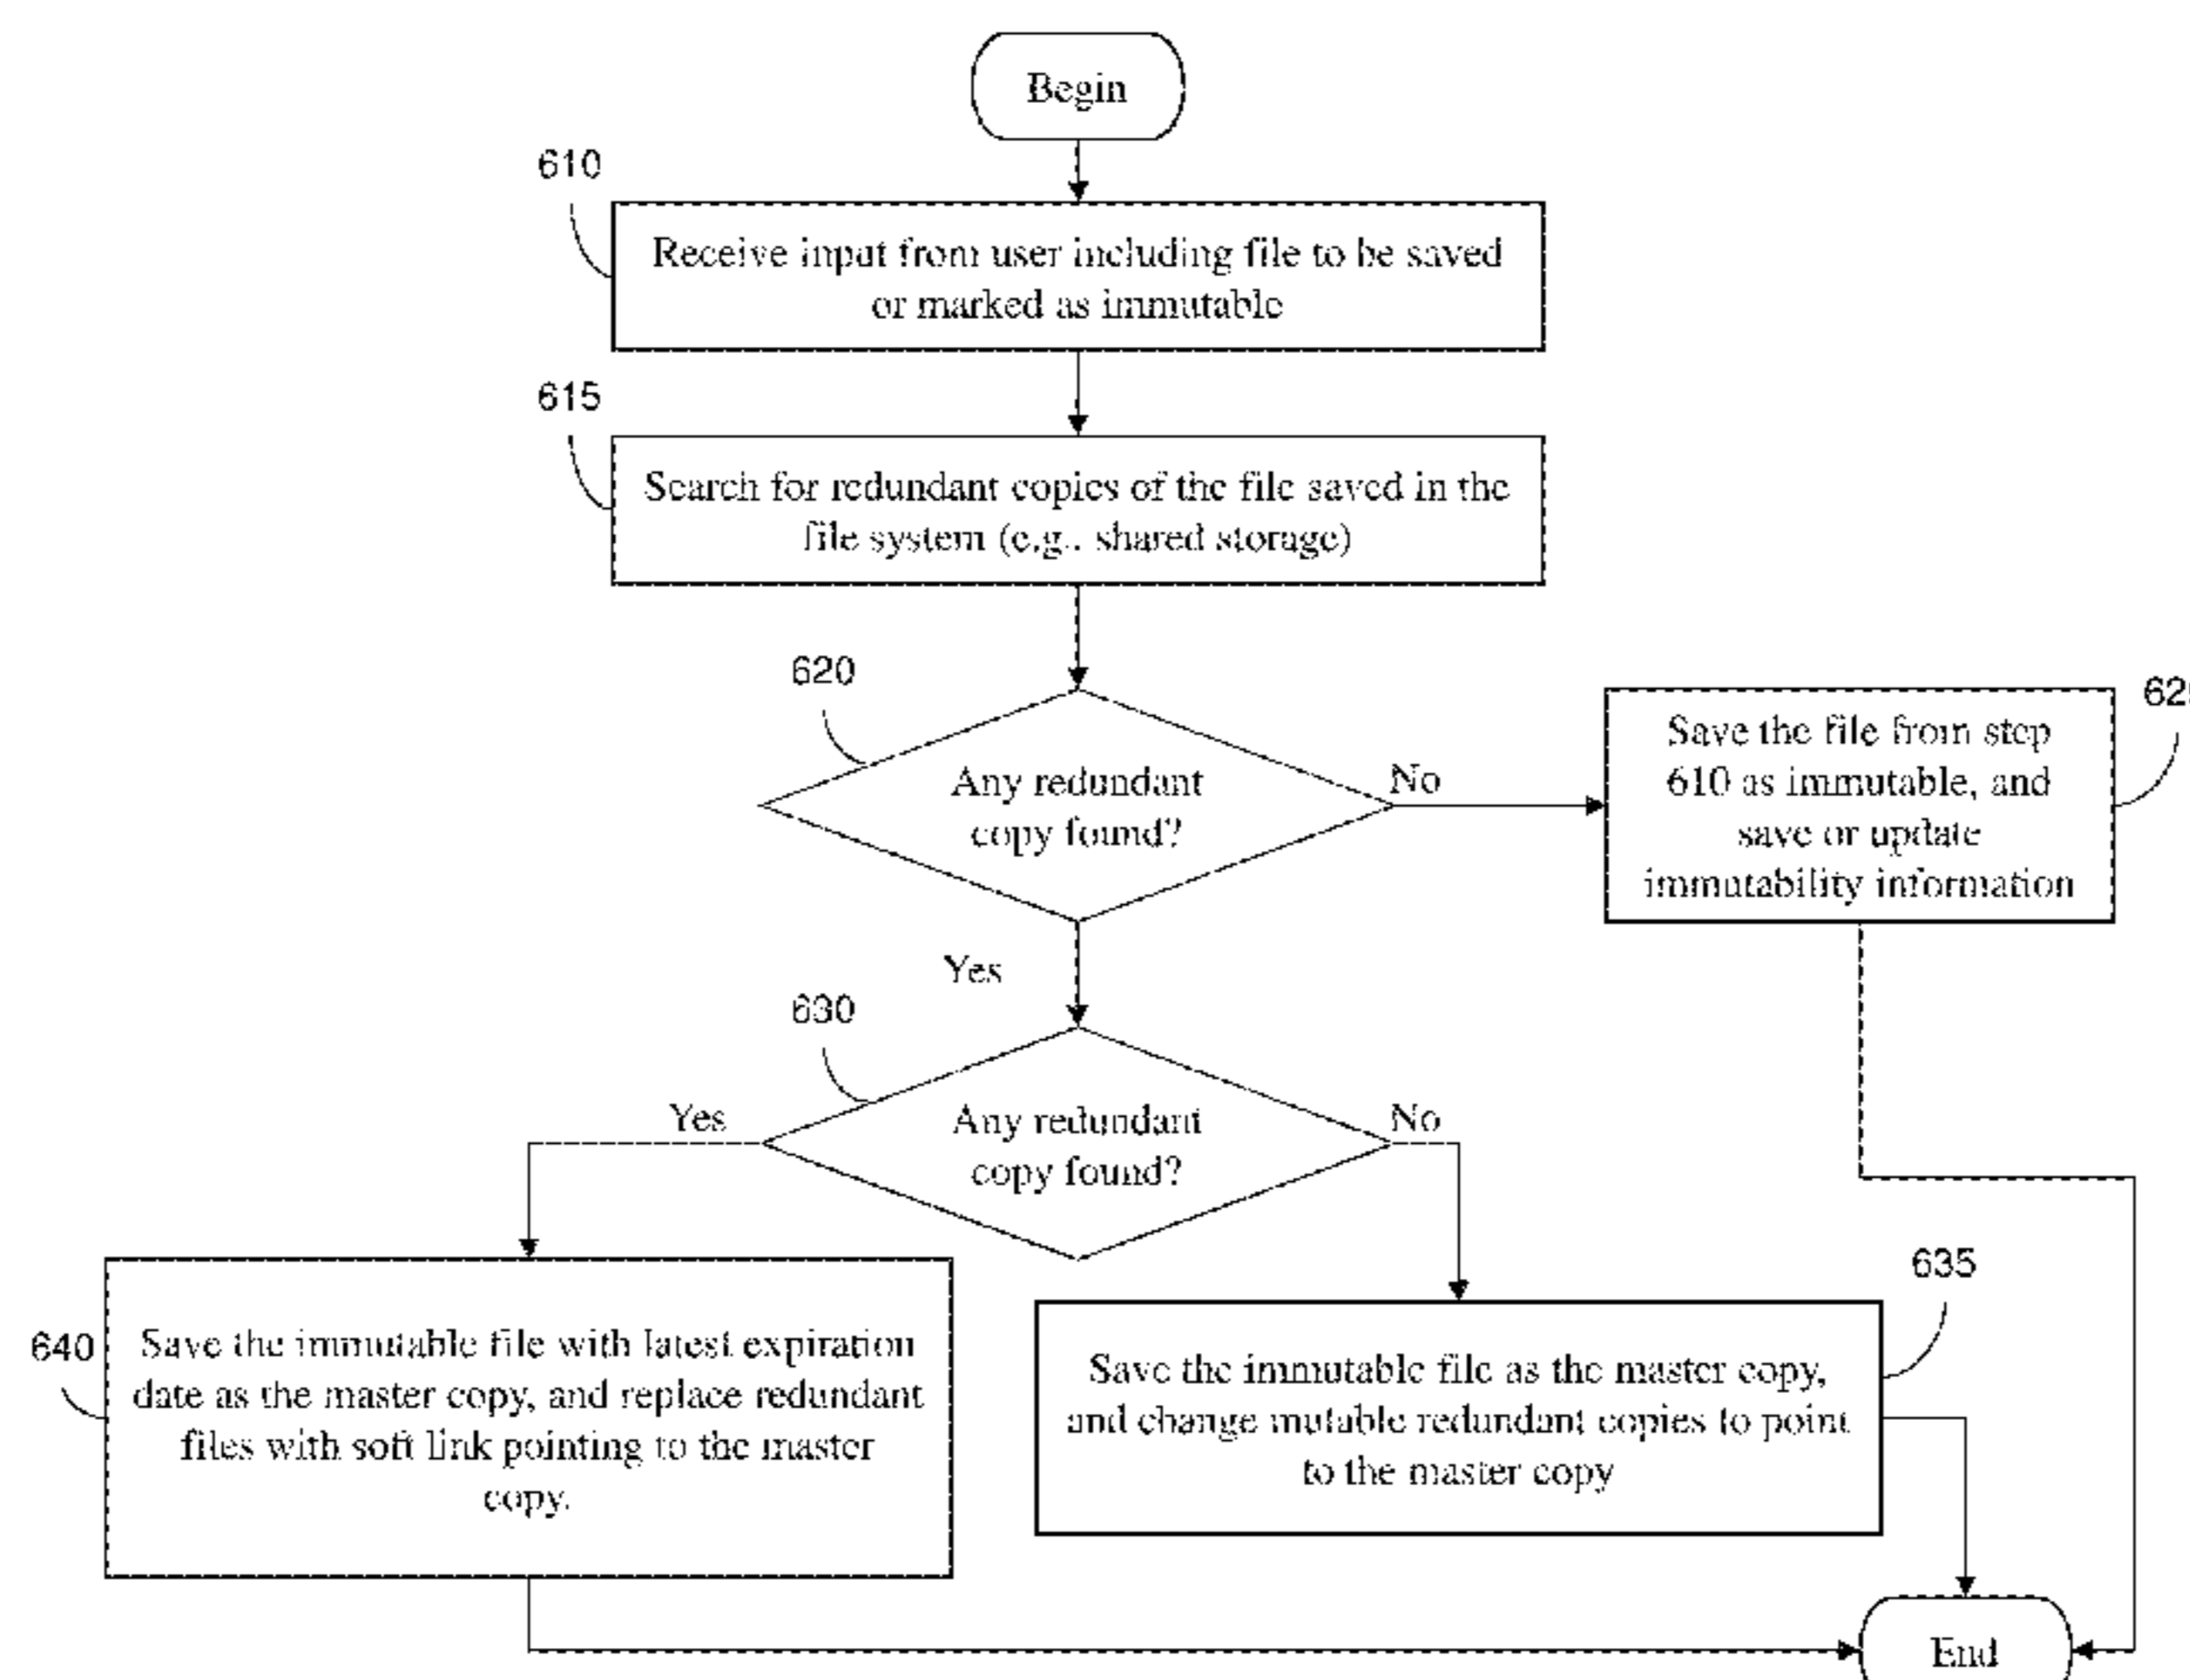 Begin
610
Receive input from user including file to be saved
or marked as immutable
615
Search for redundant copies of the file saved in the
file system (e.g., shared storage)
620
Any redundant
copy found?
No
Save the file from step
610 as immutable, and
save or update
immutability information
Yes
630
Any redundant
copy found?
Yes
No
640
Save the immutable file with latest expiration
date as the master copy, and replace redundant
files with soft link pointing to the master
copy.
635
Save the immutable file as the master copy,
and change mutable redundant copies to point
to the master copy
End